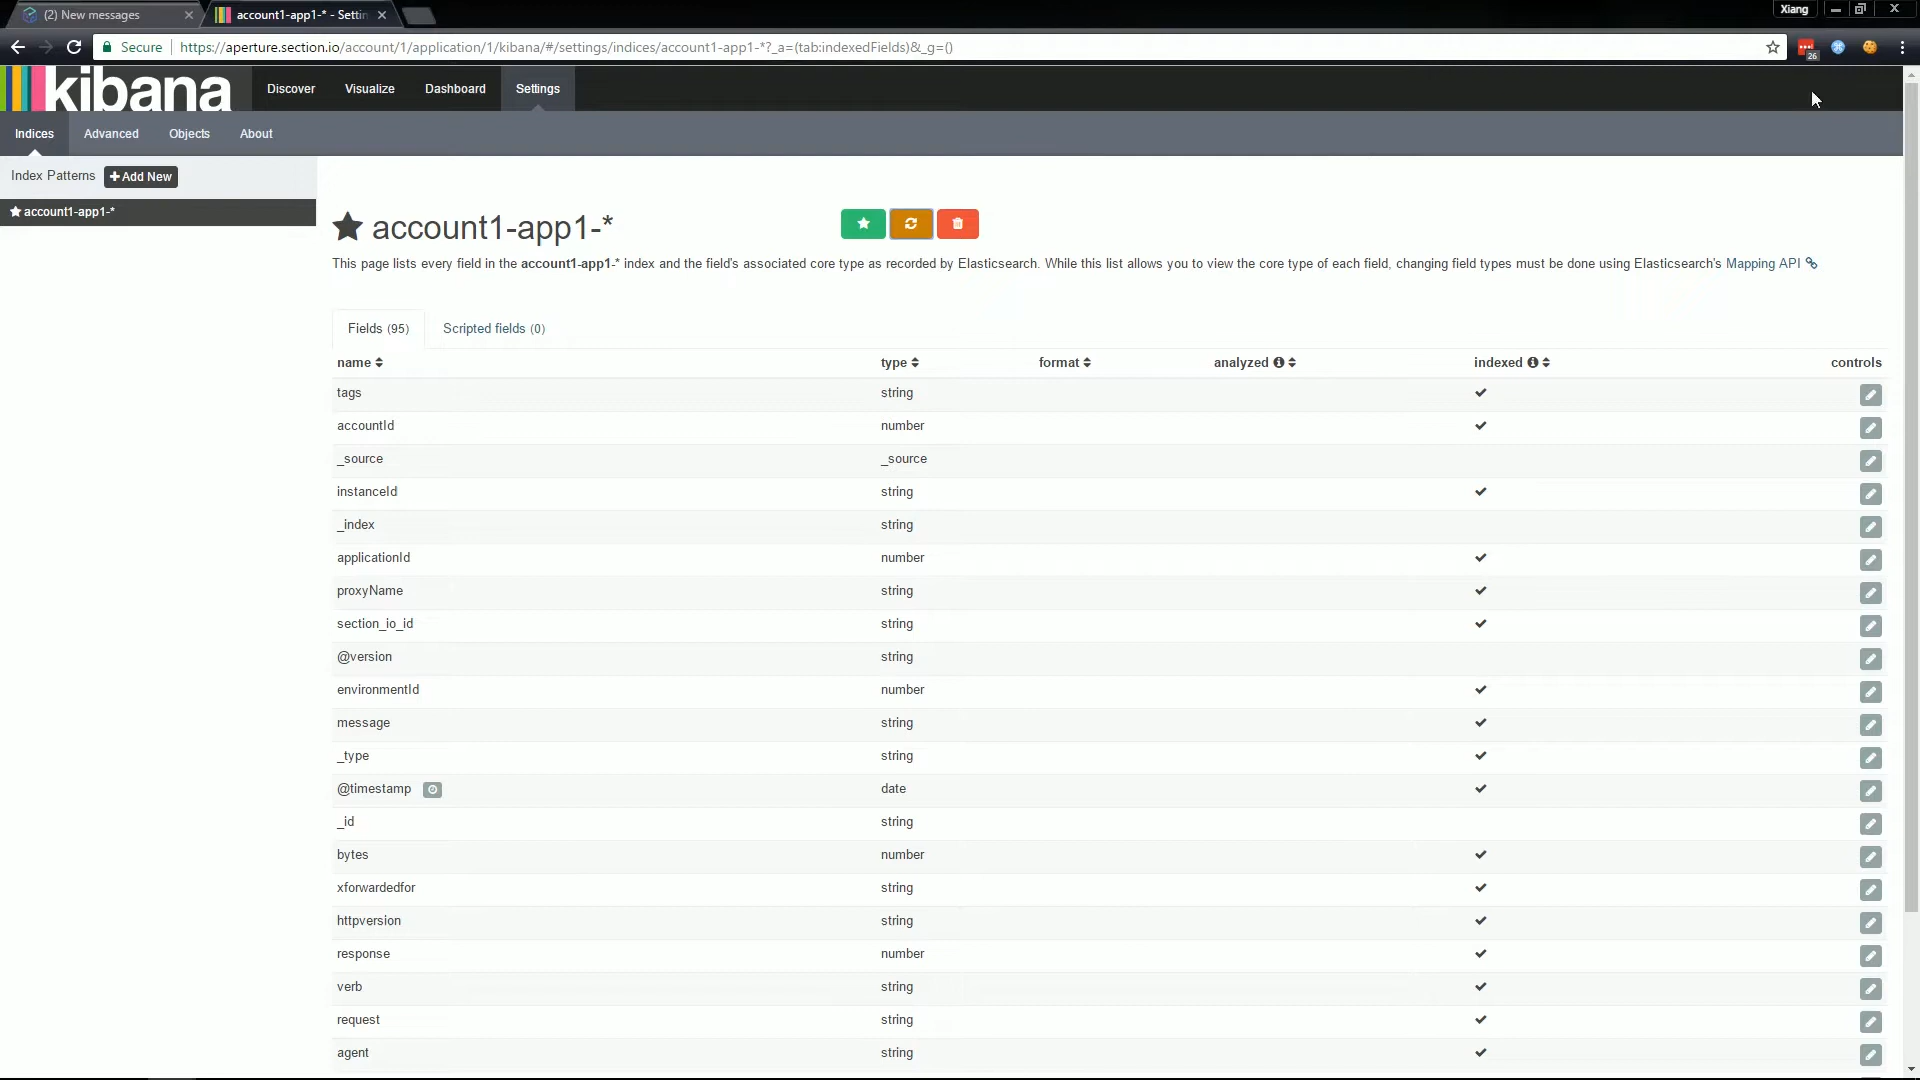 (2) New messages
account1-app1-* - Settin
Xiang
Secure
https://aperture.section.io/account/1/application/1/kibana/#/settings/indices/account1-app1-*?_a=(tab:indexedFields)&_g=()
26
kibana
Discover
Visualize
Dashboard
Settings
Indices
Advanced
Objects
About
Index Patterns
Add New
account1-app1-*
account1-app1-*
This page lists every field in the account1-app1-* index and the field's associated core type as recorded by Elasticsearch. While this list allows you to view the core type of each field, changing field types must be done using Elasticsearch's Mapping API
Fields (95)
Scripted fields (0)
name type format analyzed indexed controls
tags string
accountId number
_source _source
instanceId string
_index string
applicationId number
proxyName string
section_io_id string
@version string
environmentId number
message string
_type string
@timestamp date
_id string
bytes number
xforwardedfor string
httpversion string
response number
verb string
request string
agent string